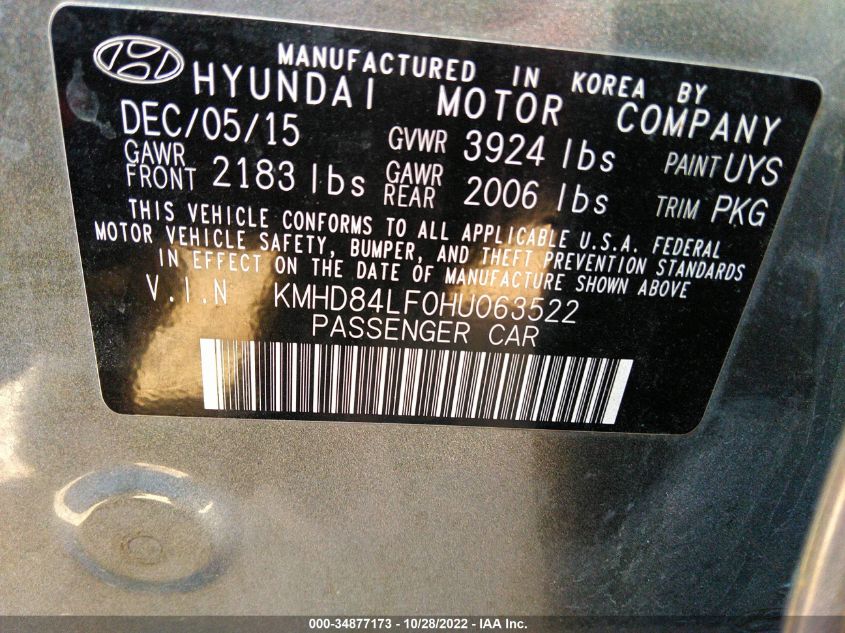 MANUFACTURED IN KOREA BY
HYUNDAI MOTOR COMPANY
DEC/05/15 GVWR 3924 lbs PAINT UYS
GAWR FRONT 2183 lbs GAWR REAR 2006 lbs TRIM PKG
THIS VEHICLE CONFORMS TO ALL APPLICABLE U.S.A. FEDERAL
MOTOR VEHICLE SAFETY, BUMPER, AND THEFT PREVENTION STANDARDS
IN EFFECT ON THE DATE OF MANUFACTURE SHOWN ABOVE
V.I.N KMHD84LF0HU063522
PASSENGER CAR
000-34877173 - 10/28/2022 - IAA Inc.